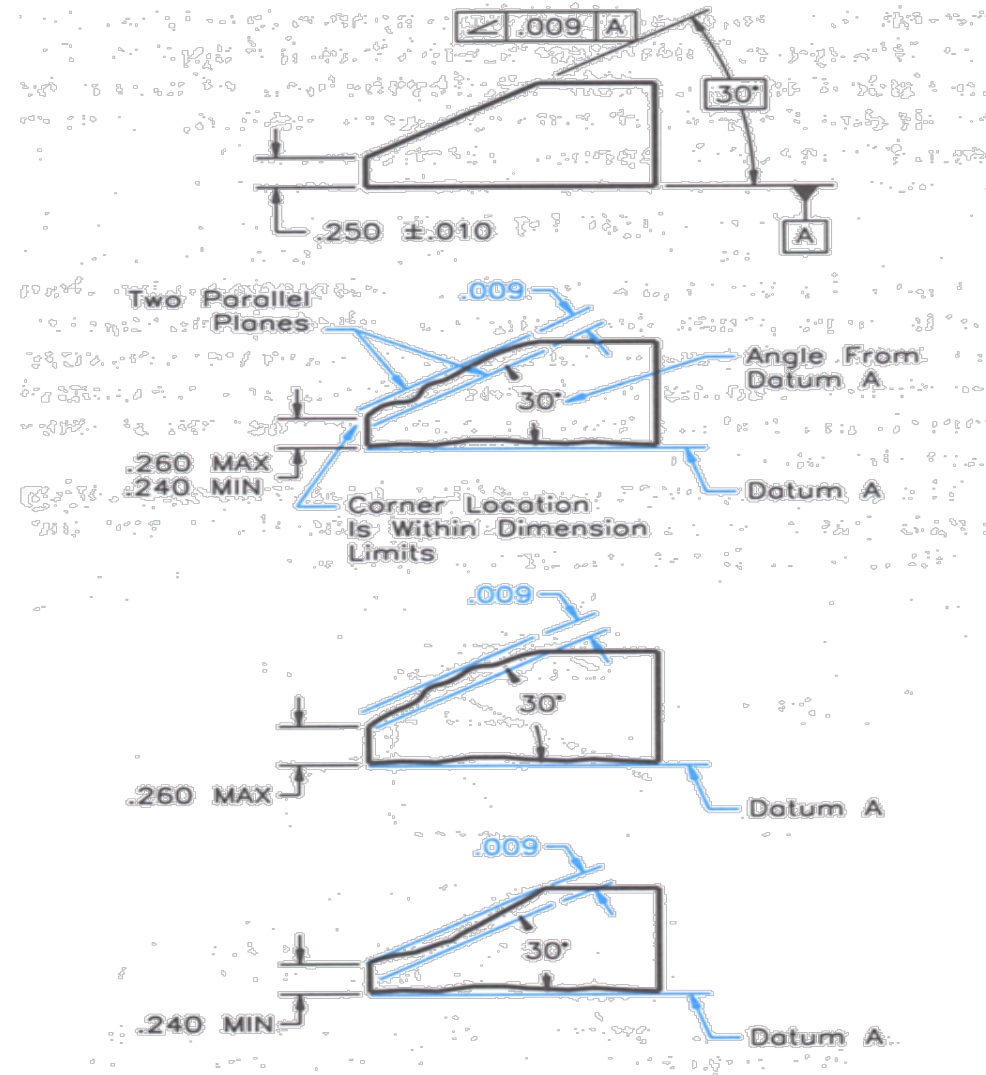 ∠ .009 A
30°
.250 ±.010
A
.009
Two Parallel
Planes
Angle From
Datum A
30°
.260 MAX
.240 MIN
Datum A
Corner Location
Is Within Dimension
Limits
.009
30°
.260 MAX
Datum A
.009
30°
.240 MIN
Datum A